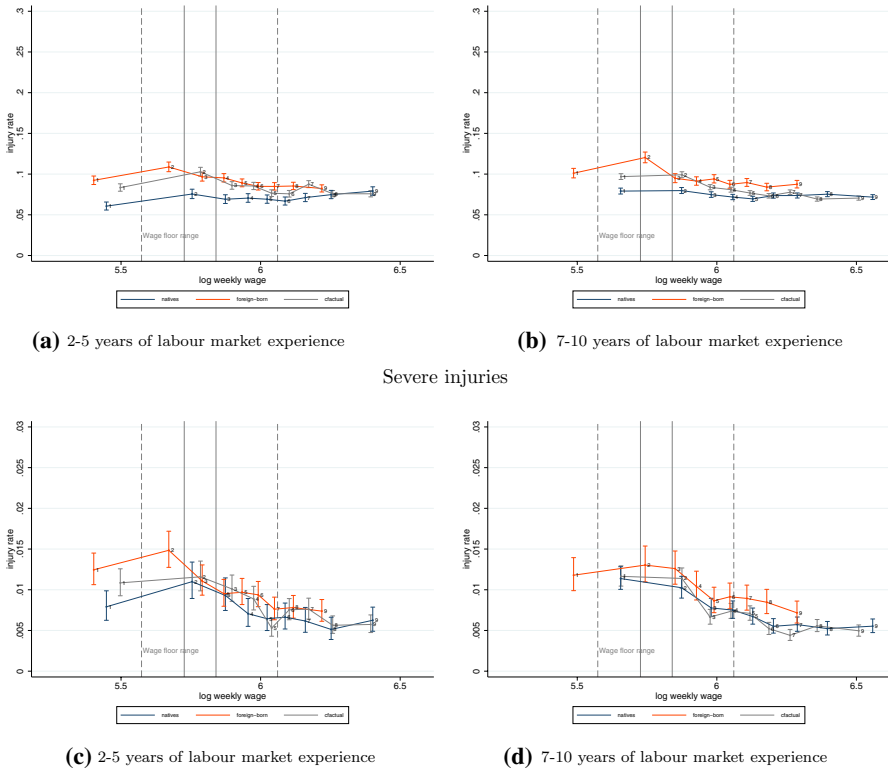 .3
.3
.25
.25
.2
.2
injury rate
.15
injury rate
.15
.1
.1
.05
.05
Wage floor range
Wage floor range
0
0
5.5 6 6.5
5.5 6 6.5
log weekly wage
log weekly wage
natives foreign-born cfactual
natives foreign-born cfactual
(a) 2-5 years of labour market experience
(b) 7-10 years of labour market experience
Severe injuries
.03
.03
.025
.025
.02
.02
injury rate
.015
injury rate
.015
.01
.01
.005
.005
Wage floor range
Wage floor range
0
0
5.5 6 6.5
5.5 6 6.5
log weekly wage
log weekly wage
natives foreign-born cfactual
natives foreign-born cfactual
(c) 2-5 years of labour market experience
(d) 7-10 years of labour market experience